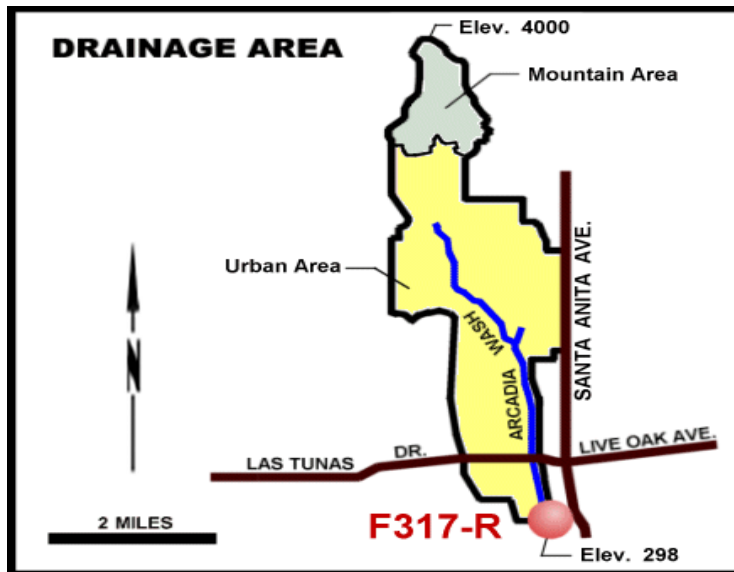 DRAINAGE AREA
Elev. 4000
Mountain Area
Urban Area
SANTA ANITA AVE.
WASH
ARCADIA
N
LAS TUNAS
DR.
LIVE OAK AVE.
2 MILES
F317-R
Elev. 298